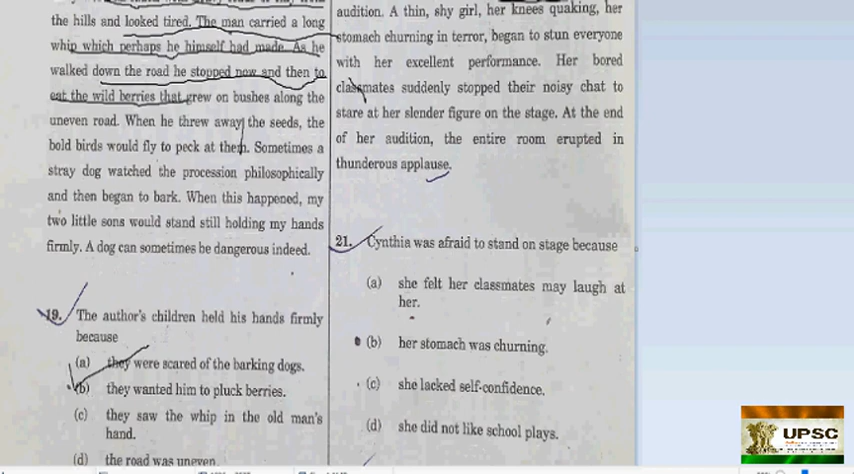 the hills and looked tired. The man carried a long
whip which perhaps he himself had made. As he
walked down the road he stopped now and then to
eat the wild berries that grew on bushes along the
uneven road. When he threw away the seeds, the
bold birds would fly to peck at them. Sometimes a
stray dog watched the procession philosophically
and then began to bark. When this happened, my
two little sons would stand still holding my hands
firmly. A dog can sometimes be dangerous indeed.
19. The author's children held his hands firmly
because
(a) they were scared of the barking dogs.
(b) they wanted him to pluck berries.
(c) they saw the whip in the old man's
hand.
(d) the road was uneven
audition. A thin, shy girl, her knees quaking, her
stomach churning in terror, began to stun everyone
with her excellent performance. Her bored
classmates suddenly stopped their noisy chat to
stare at her slender figure on the stage. At the end
of her audition, the entire room erupted in
thunderous applause.
21. Cynthia was afraid to stand on stage because
(a) she felt her classmates may laugh at
her.
(b) her stomach was churning.
(c) she lacked self-confidence.
(d) she did not like school plays.
UPSC